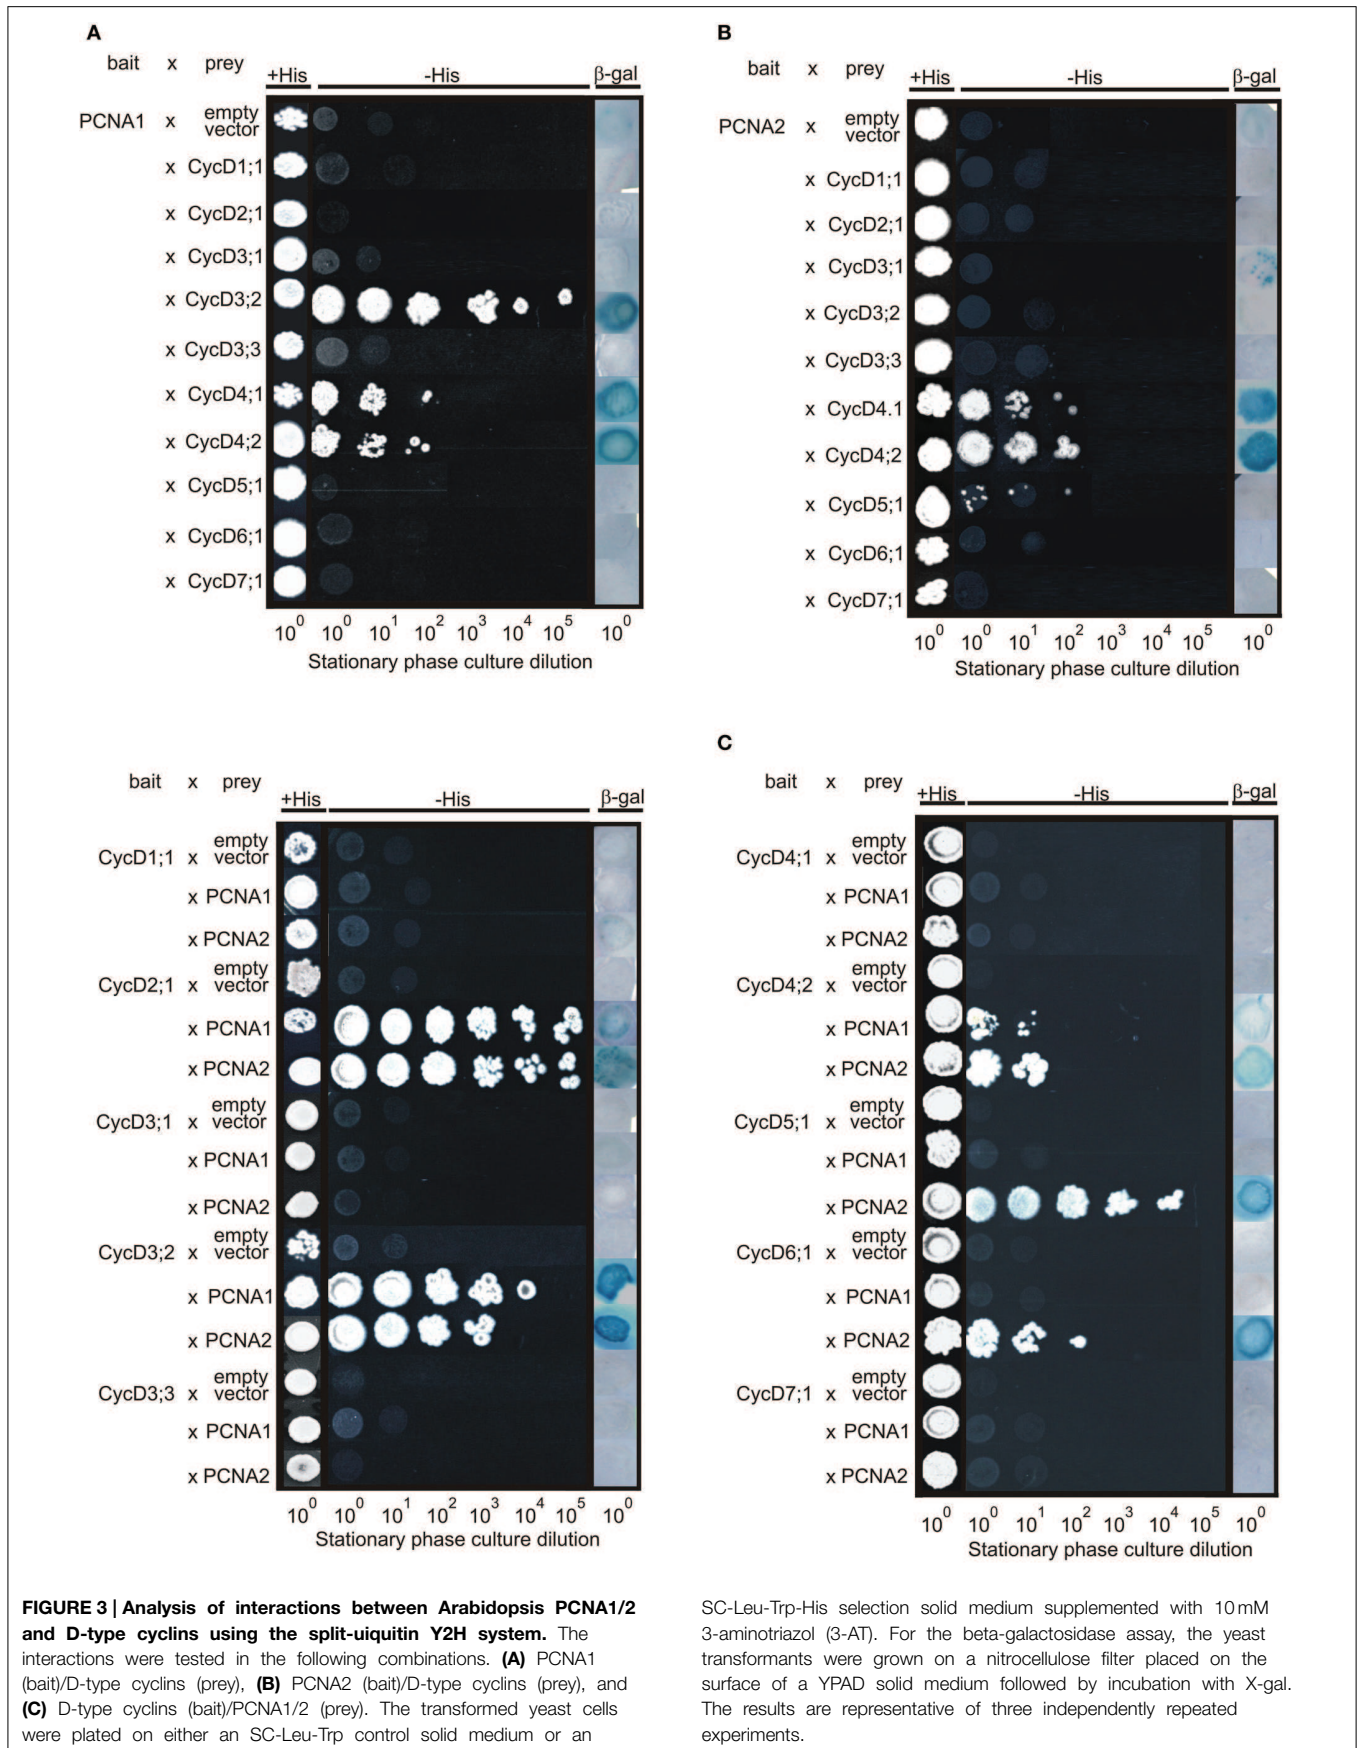 A
bait x prey
+His -His β-gal
PCNA1 x empty vector
x CycD1;1
x CycD2;1
x CycD3;1
x CycD3;2
x CycD3;3
x CycD4;1
x CycD4;2
x CycD5;1
x CycD6;1
x CycD7;1
10⁰ 10⁰ 10¹ 10² 10³ 10⁴ 10⁵ 10⁰
Stationary phase culture dilution
B
bait x prey
+His -His β-gal
PCNA2 x empty vector
x CycD1;1
x CycD2;1
x CycD3;1
x CycD3;2
x CycD3;3
x CycD4.1
x CycD4;2
x CycD5;1
x CycD6;1
x CycD7;1
10⁰ 10⁰ 10¹ 10² 10³ 10⁴ 10⁵ 10⁰
Stationary phase culture dilution
bait x prey
+His -His β-gal
CycD1;1 x empty vector
x PCNA1
x PCNA2
CycD2;1 x empty vector
x PCNA1
x PCNA2
CycD3;1 x empty vector
x PCNA1
x PCNA2
CycD3;2 x empty vector
x PCNA1
x PCNA2
CycD3;3 x empty vector
x PCNA1
x PCNA2
10⁰ 10⁰ 10¹ 10² 10³ 10⁴ 10⁵ 10⁰
Stationary phase culture dilution
C
bait x prey
+His -His β-gal
CycD4;1 x empty vector
x PCNA1
x PCNA2
CycD4;2 x empty vector
x PCNA1
x PCNA2
CycD5;1 x empty vector
x PCNA1
x PCNA2
CycD6;1 x empty vector
x PCNA1
x PCNA2
CycD7;1 x empty vector
x PCNA1
x PCNA2
10⁰ 10⁰ 10¹ 10² 10³ 10⁴ 10⁵ 10⁰
Stationary phase culture dilution
FIGURE 3 | Analysis of interactions between Arabidopsis PCNA1/2
and D-type cyclins using the split-uiquitin Y2H system. The
interactions were tested in the following combinations. (A) PCNA1
(bait)/D-type cyclins (prey), (B) PCNA2 (bait)/D-type cyclins (prey), and
(C) D-type cyclins (bait)/PCNA1/2 (prey). The transformed yeast cells
were plated on either an SC-Leu-Trp control solid medium or an
SC-Leu-Trp-His selection solid medium supplemented with 10 mM
3-aminotriazol (3-AT). For the beta-galactosidase assay, the yeast
transformants were grown on a nitrocellulose filter placed on the
surface of a YPAD solid medium followed by incubation with X-gal.
The results are representative of three independently repeated
experiments.